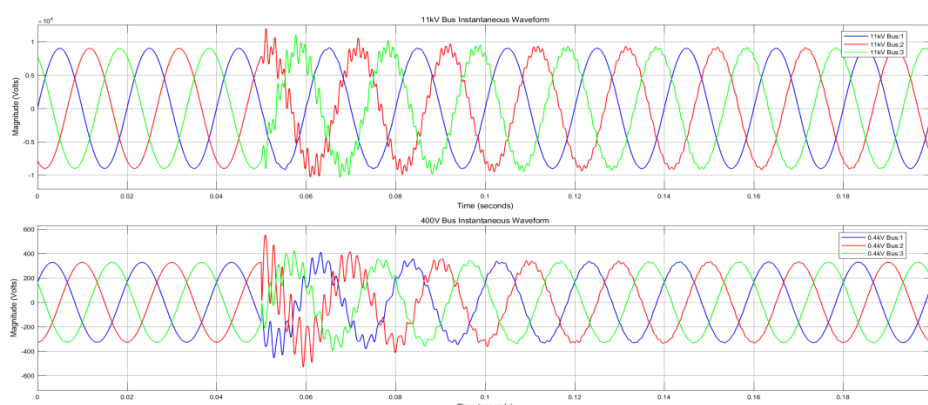 11kV Bus Instantaneous Waveform
× 10⁴
1
0.5
0
-0.5
-1
Magnitude (Volts)
11kV Bus:1
11kV Bus:2
11kV Bus:3
0 0.02 0.04 0.06 0.08 0.1 0.12 0.14 0.16 0.18
Time (seconds)
400V Bus Instantaneous Waveform
600
400
200
0
-200
-400
-600
Magnitude (Volts)
0.4kV Bus:1
0.4kV Bus:2
0.4kV Bus:3
0 0.02 0.04 0.06 0.08 0.1 0.12 0.14 0.16 0.18